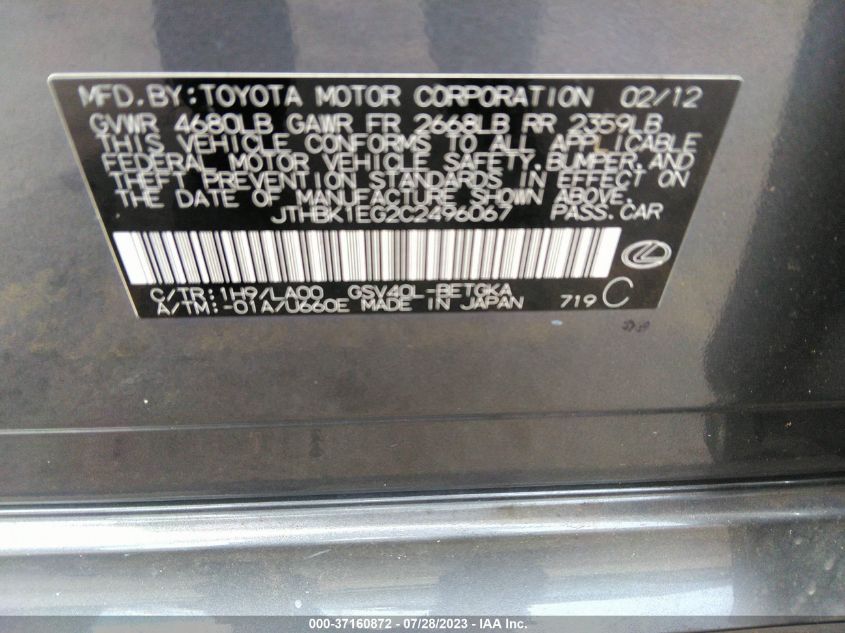 MFD.BY:TOYOTA MOTOR CORPORATION 02/12
GVWR 4680LB GAWR FR 2668LB RR 2359LB
THIS VEHICLE CONFORMS TO ALL APPLICABLE
FEDERAL MOTOR VEHICLE SAFETY,BUMPER,AND
THEFT PREVENTION STANDARDS IN EFFECT ON
THE DATE OF MANUFACTURE SHOWN ABOVE.
JTHBK1EG2C2496067 PASS.CAR
C/TR:1H9/LA00 GSV40L-BETGKA
A/TM:-01A/U660E MADE IN JAPAN 719 C
000-37160872 - 07/28/2023 - IAA Inc.